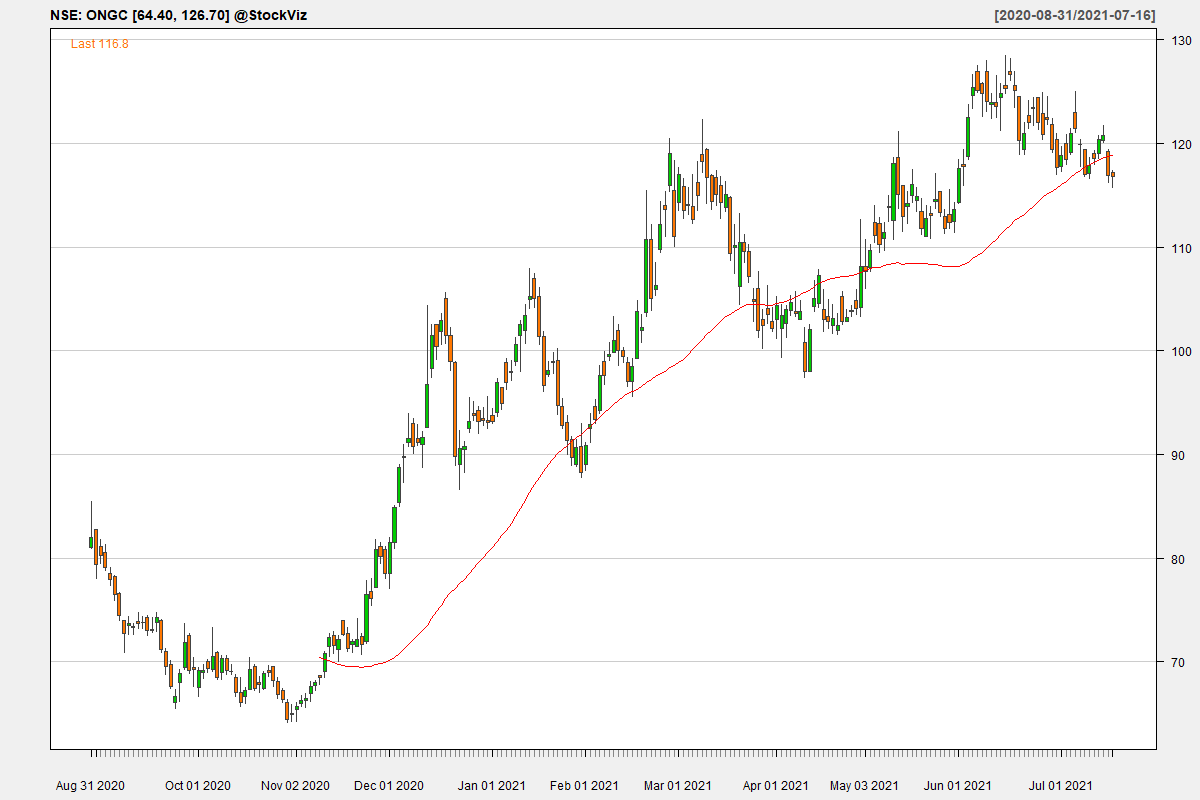 NSE: ONGC [64.40, 126.70] @StockViz [2020-08-31/2021-07-16]
Last 116.8
130
120
110
100
90
80
70
Aug 31 2020 Oct 01 2020 Nov 02 2020 Dec 01 2020 Jan 01 2021 Feb 01 2021 Mar 01 2021 Apr 01 2021 May 03 2021 Jun 01 2021 Jul 01 2021